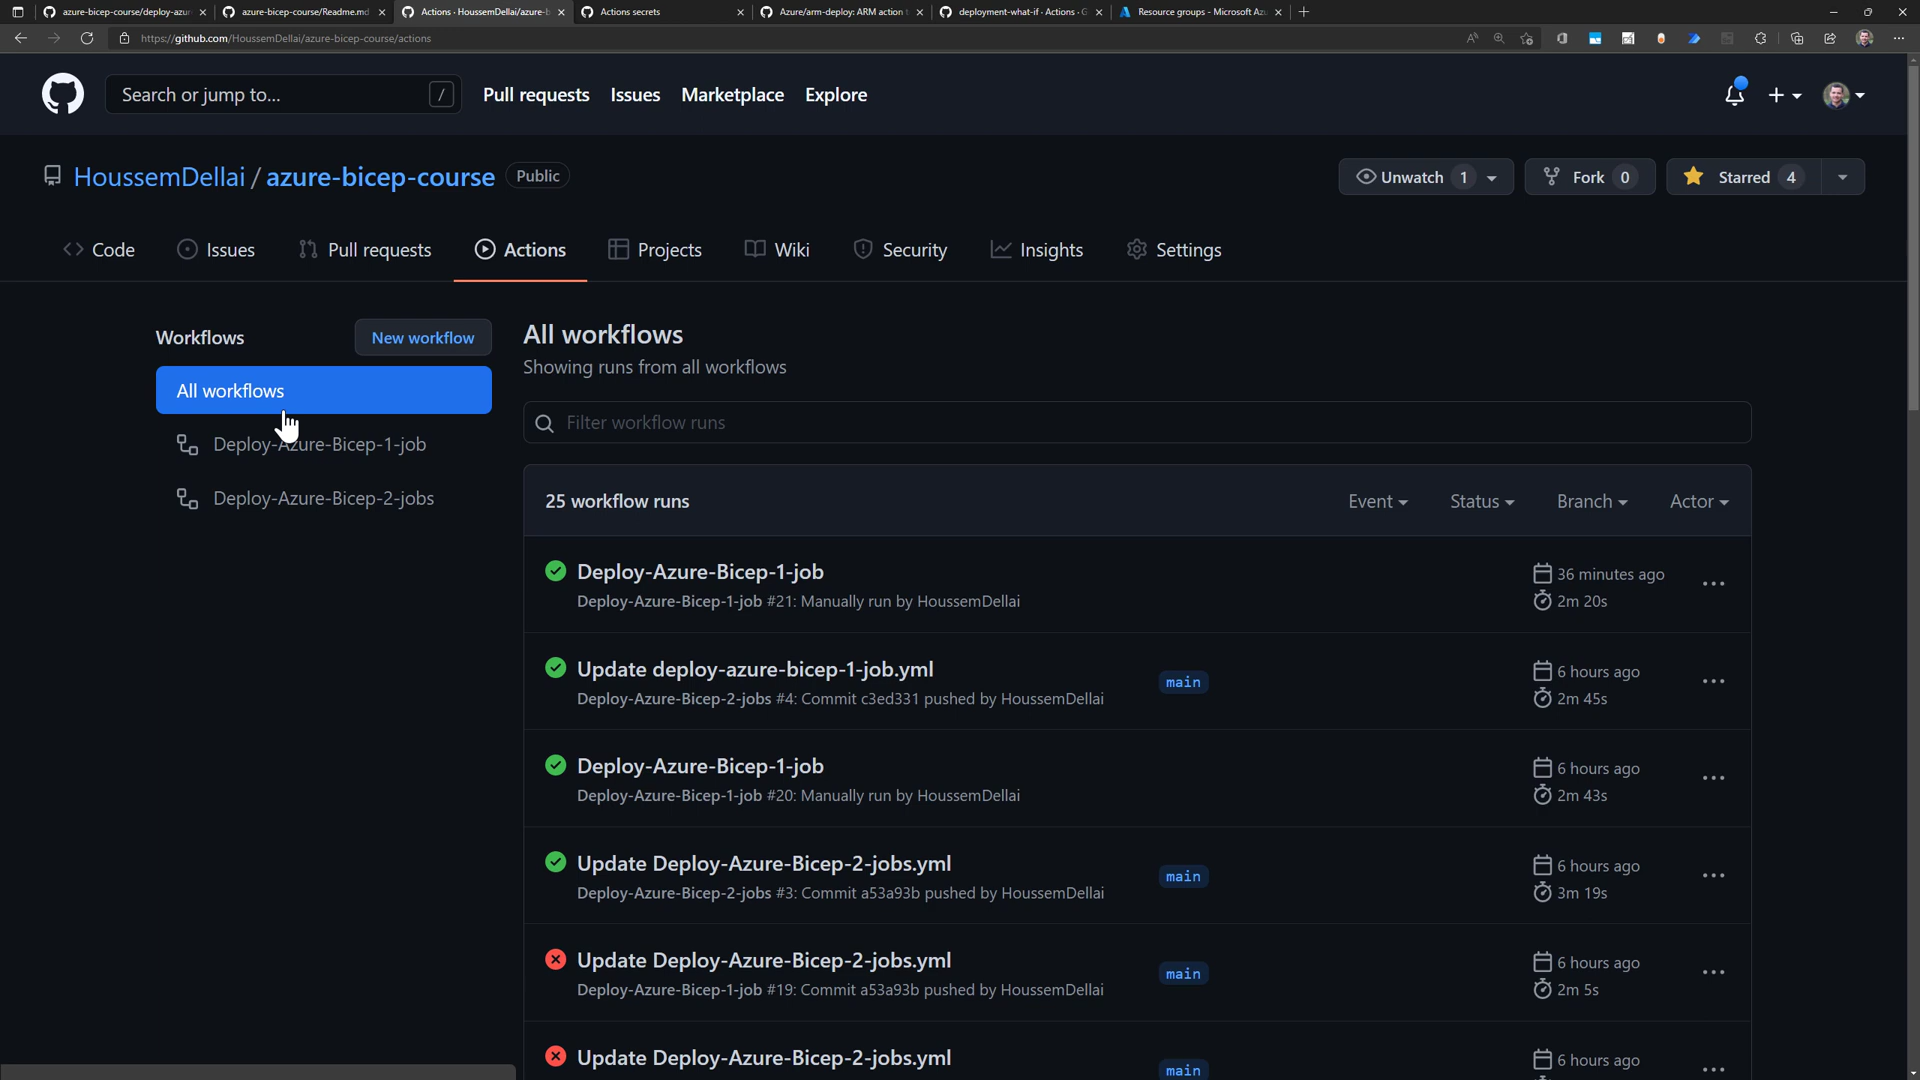 azure-bicep-course/deploy-azur
azure-bicep-course/Readme.md
Actions · HoussemDellai/azure-b
Actions secrets
Azure/arm-deploy: ARM action
deployment-what-if · Actions · G
Resource groups - Microsoft Az
https://github.com/HoussemDellai/azure-bicep-course/actions
Search or jump to...
/
Pull requests
Issues
Marketplace
Explore
HoussemDellai / azure-bicep-course
Public
Unwatch 1
Fork 0
Starred 4
Code
Issues
Pull requests
Actions
Projects
Wiki
Security
Insights
Settings
Workflows
New workflow
All workflows
Deploy-Azure-Bicep-1-job
Deploy-Azure-Bicep-2-jobs
All workflows
Showing runs from all workflows
Filter workflow runs
25 workflow runs
Event
Status
Branch
Actor
Deploy-Azure-Bicep-1-job
Deploy-Azure-Bicep-1-job #21: Manually run by HoussemDellai
36 minutes ago
2m 20s
Update deploy-azure-bicep-1-job.yml
Deploy-Azure-Bicep-2-jobs #4: Commit c3ed331 pushed by HoussemDellai
main
6 hours ago
2m 45s
Deploy-Azure-Bicep-1-job
Deploy-Azure-Bicep-1-job #20: Manually run by HoussemDellai
6 hours ago
2m 43s
Update Deploy-Azure-Bicep-2-jobs.yml
Deploy-Azure-Bicep-2-jobs #3: Commit a53a93b pushed by HoussemDellai
main
6 hours ago
3m 19s
Update Deploy-Azure-Bicep-2-jobs.yml
Deploy-Azure-Bicep-1-job #19: Commit a53a93b pushed by HoussemDellai
main
6 hours ago
2m 5s
Update Deploy-Azure-Bicep-2-jobs.yml
main
6 hours ago